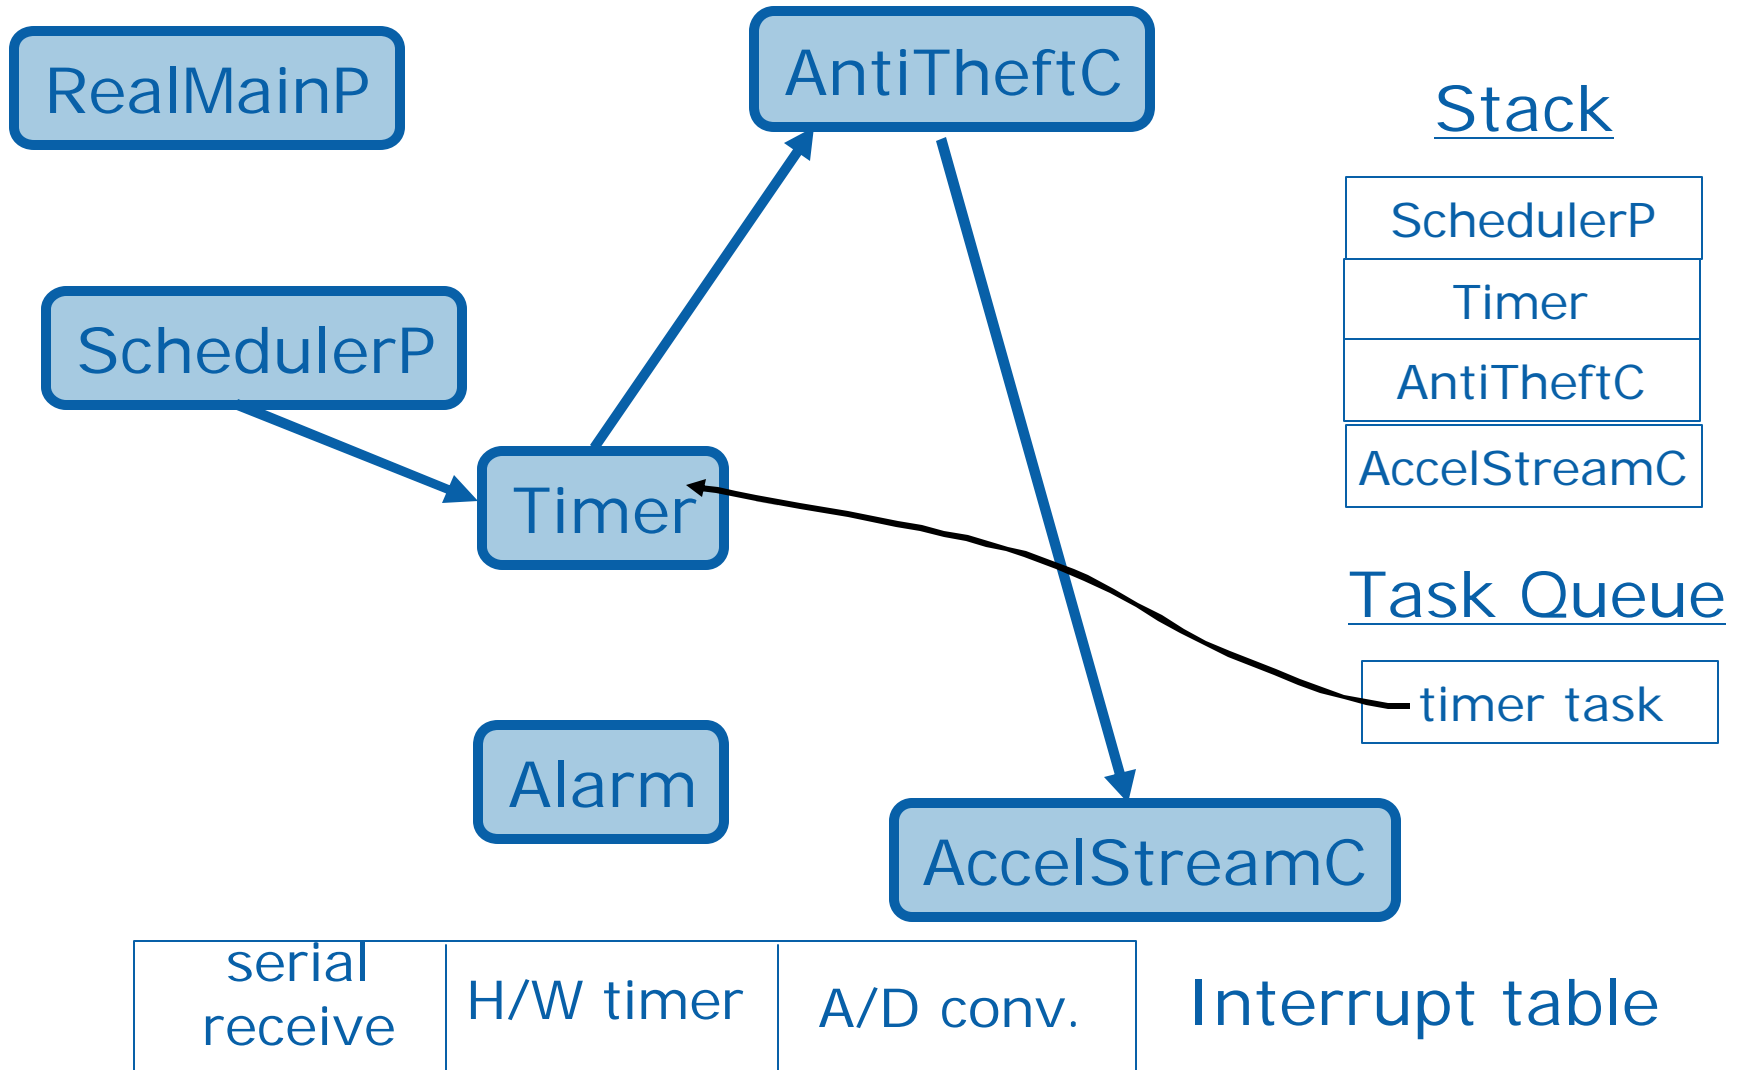 RealMainP
AntiTheftC
SchedulerP
Timer
Alarm
AccelStreamC
Stack
SchedulerP
Timer
AntiTheftC
AccelStreamC
Task Queue
timer task
serial
receive
H/W timer
A/D conv.
Interrupt table